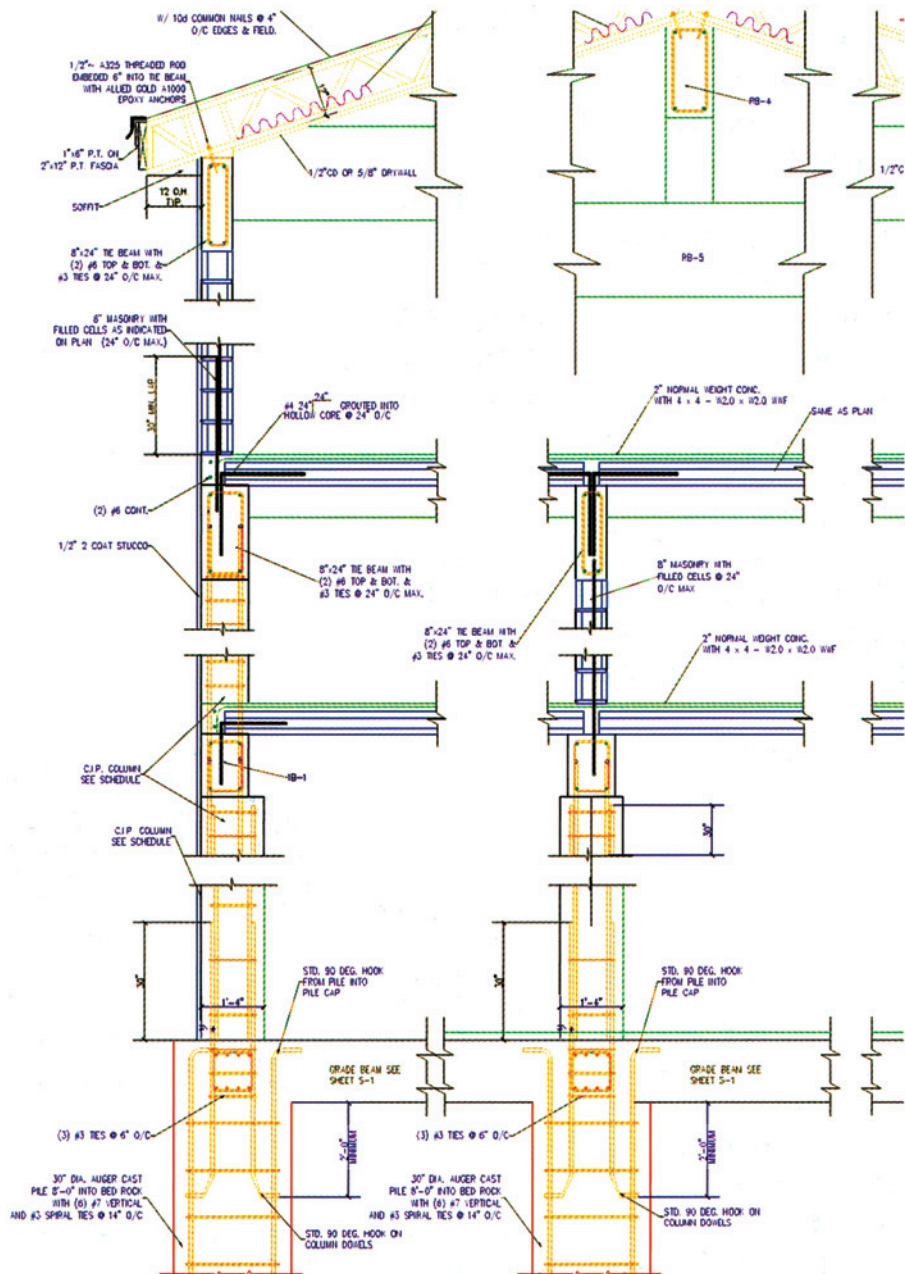 W/ 10d COMMON NAILS @ 4"
O/C EDGES & FIELD.
1/2"~ A325 THREADED ROD
EMBEDED 6" INTO TIE BEAM
WITH ALLIED GOLD A1000
EPOXY ANCHORS
1"x6" P.T. ON
2"x12" P.T. FASCIA
SOFFIT
12 O.H.
TYP.
1/2"CD OR 5/8" DRYWALL
8"x24" TIE BEAM WITH
(2) #6 TOP & BOT. &
#3 TIES @ 24" O/C MAX.
RB-4
RB-5
1/2"C
8" MASONRY WITH
FILLED CELLS AS INDICATED
ON PLAN (24" O/C MAX.)
30" MIN. LAP
24"
#4 24" GROUTED INTO
HOLLOW CORE @ 24" O/C
2" NORMAL WEIGHT CONC.
WITH 4 x 4 - W2.0 x W2.0 WWF
SAME AS PLAN
(2) #6 CONT.
1/2" 2 COAT STUCCO
8"x24" TIE BEAM WITH
(2) #6 TOP & BOT. &
#3 TIES @ 24" O/C MAX.
8" MASONRY WITH
FILLED CELLS @ 24"
O/C MAX
8"x24" TIE BEAM WITH
(2) #6 TOP & BOT &
#3 TIES @ 24" O/C MAX.
2" NORMAL WEIGHT CONC.
WITH 4 x 4 - W2.0 x W2.0 WWF
C.I.P. COLUMN
SEE SCHEDULE
IB-1
C.I.P COLUMN
SEE SCHEDULE
30"
30"
STD. 90 DEG. HOOK
FROM PILE INTO
PILE CAP
1'-4"
30"
STD. 90 DEG. HOOK
FROM PILE INTO
PILE CAP
1'-4"
GRADE BEAM SEE
SHEET S-1
GRADE BEAM SEE
SHEET S-1
(3) #3 TIES @ 6" O/C
2'-0"
MINIMUM
(3) #3 TIES @ 6" O/C
2'-0"
MINIMUM
30" DIA. AUGER CAST
PILE 8'-0" INTO BED ROCK
WITH (6) #7 VERTICAL
AND #3 SPIRAL TIES @ 14" O/C
STD. 90 DEG. HOOK ON
COLUMN DOWELS
30" DIA. AUGER CAST
PILE 8'-0" INTO BED ROCK
WITH (6) #7 VERTICAL
AND #3 SPIRAL TIES @ 14" O/C
STD. 90 DEG. HOOK ON
COLUMN DOWELS